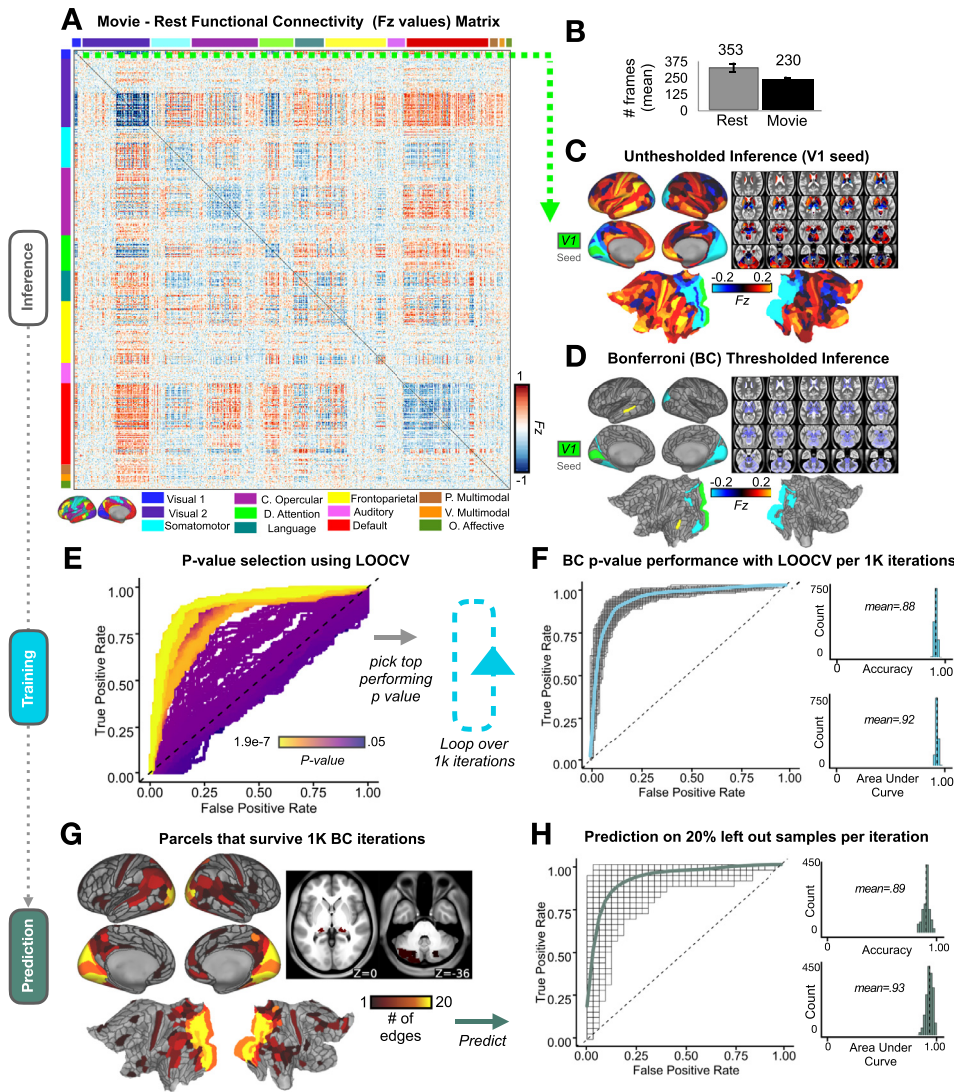 A
Movie - Rest Functional Connectivity (Fz values) Matrix
1
Fz
-1
Visual 1
Visual 2
Somatomotor
C. Opercular
D. Attention
Language
Frontoparietal
Auditory
Default
P. Multimodal
V. Multimodal
O. Affective
B
353
230
375
250
125
0
# frames
(mean)
Rest
Movie
C
Unthesholded Inference (V1 seed)
V1
Seed
-0.2
0.2
Fz
D
Bonferroni (BC) Thresholded Inference
V1
Seed
-0.2
0.2
Fz
Inference
Training
Prediction
E
P-value selection using LOOCV
True Positive Rate
1.00
0.75
0.50
0.25
0.00
1.9e-7
.05
P-value
0.00
0.25
0.50
0.75
1.00
False Positive Rate
pick top
performing
p value
Loop over
1k iterations
F
BC p-value performance with LOOCV per 1K iterations
True Positive Rate
1.00
0.75
0.50
0.25
0.00
0.00
0.25
0.50
0.75
1.00
False Positive Rate
750
Count
0
mean=.88
0
1.00
Accuracy
750
Count
0
mean=.92
0
1.00
Area Under
Curve
G
Parcels that survive 1K BC iterations
Z=0
Z=-36
1
20
# of
edges
Predict
H
Prediction on 20% left out samples per iteration
True Positive Rate
1.00
0.75
0.50
0.25
0.00
0.00
0.25
0.50
0.75
1.00
False Positive Rate
450
Count
0
mean=.89
0
1.00
Accuracy
450
Count
0
mean=.93
0
1.00
Area Under
Curve